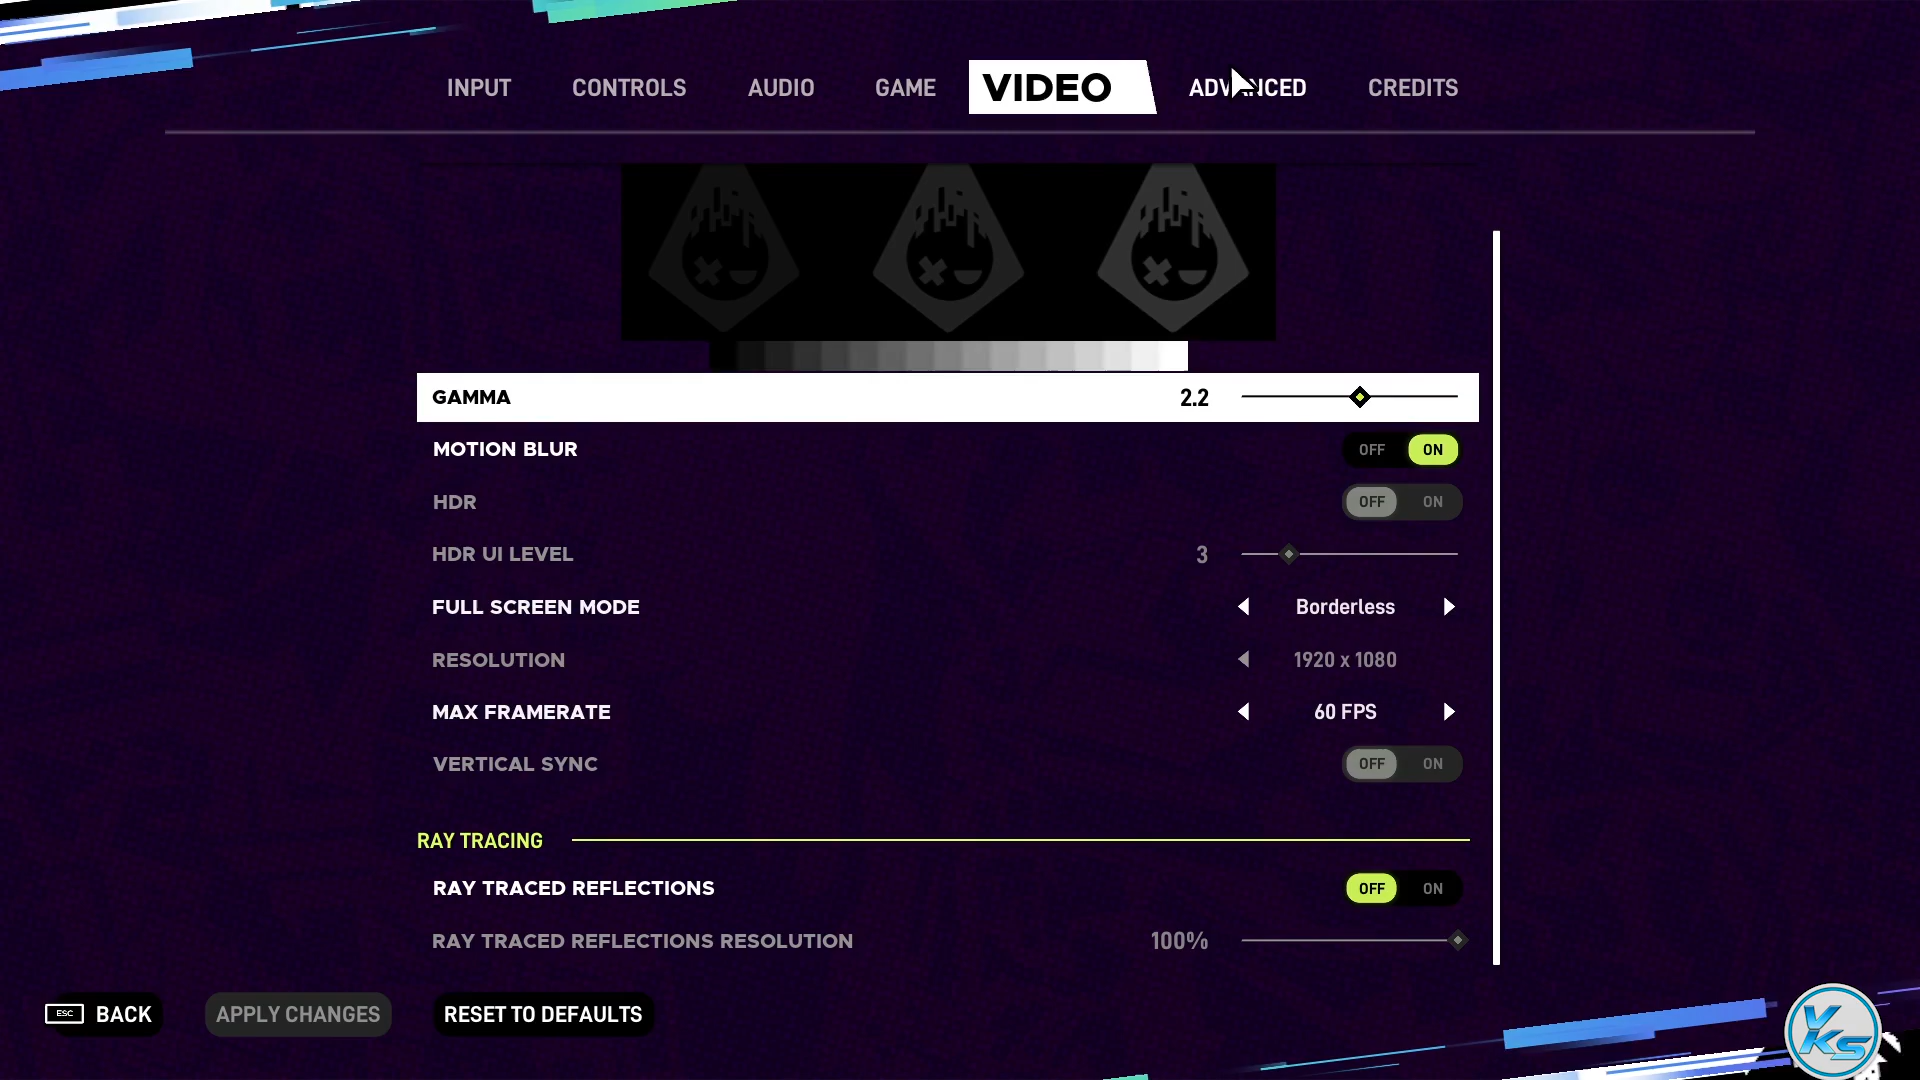 INPUT CONTROLS AUDIO GAME VIDEO ADVANCED CREDITS
GAMMA 2.2
MOTION BLUR OFF ON
HDR OFF ON
HDR UI LEVEL 3
FULL SCREEN MODE Borderless
RESOLUTION 1920 x 1080
MAX FRAMERATE 60 FPS
VERTICAL SYNC OFF ON
RAY TRACING
RAY TRACED REFLECTIONS OFF ON
RAY TRACED REFLECTIONS RESOLUTION 100%
ESC BACK APPLY CHANGES RESET TO DEFAULTS
VKS